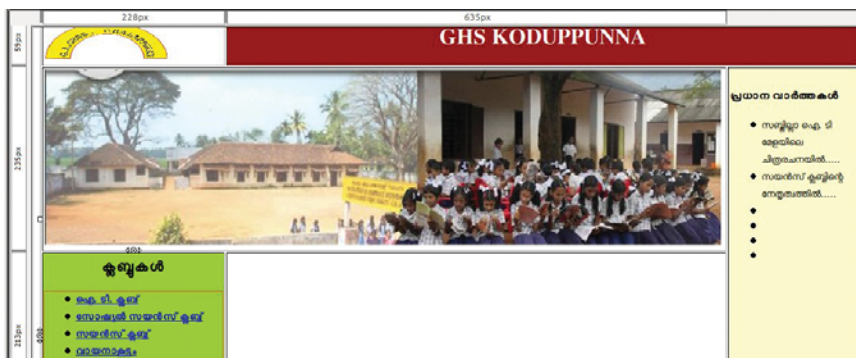 228px
635px
59px
GHS KODUPPUNNA
235px
പ്രധാന വാർത്തകൾ
സബ്ജില്ലാ ഐ. ടി
മേളയിലെ
ചിത്രരചനയിൽ.....
സയൻസ് ക്ലബ്ബിന്റെ
നേതൃത്വത്തിൽ.....
213px
ക്ലബ്ബുകൾ
ഐ. ടി. ക്ലബ്
സോഷ്യൽ സയൻസ് ക്ലബ്ബ്
സയൻസ് ക്ലബ്ബ്
വായനാകൂട്ടം